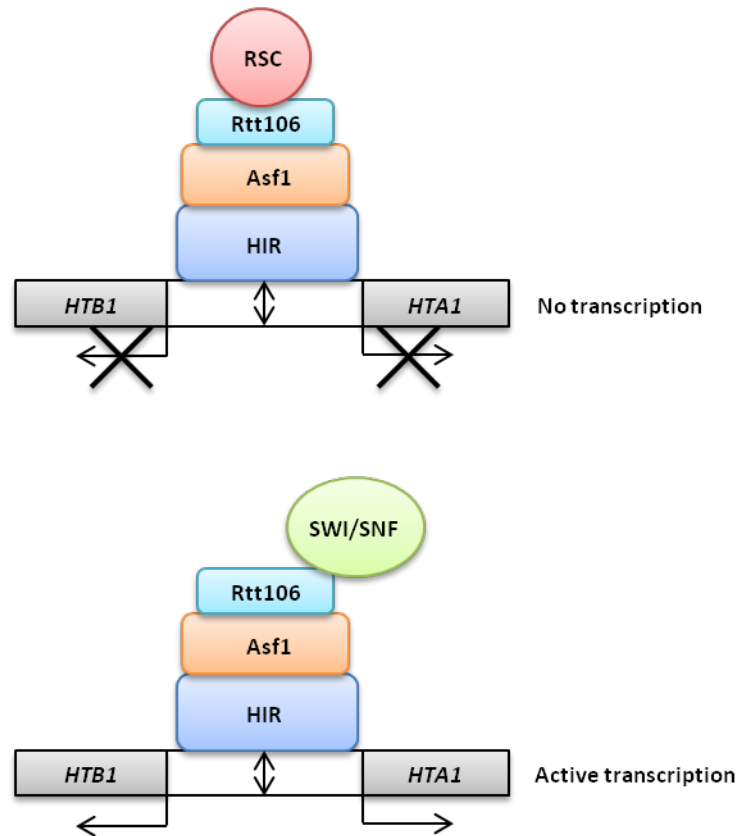 RSC
Rtt106
Asf1
HIR
HTB1
HTA1
No transcription
SWI/SNF
Rtt106
Asf1
HIR
HTB1
HTA1
Active transcription